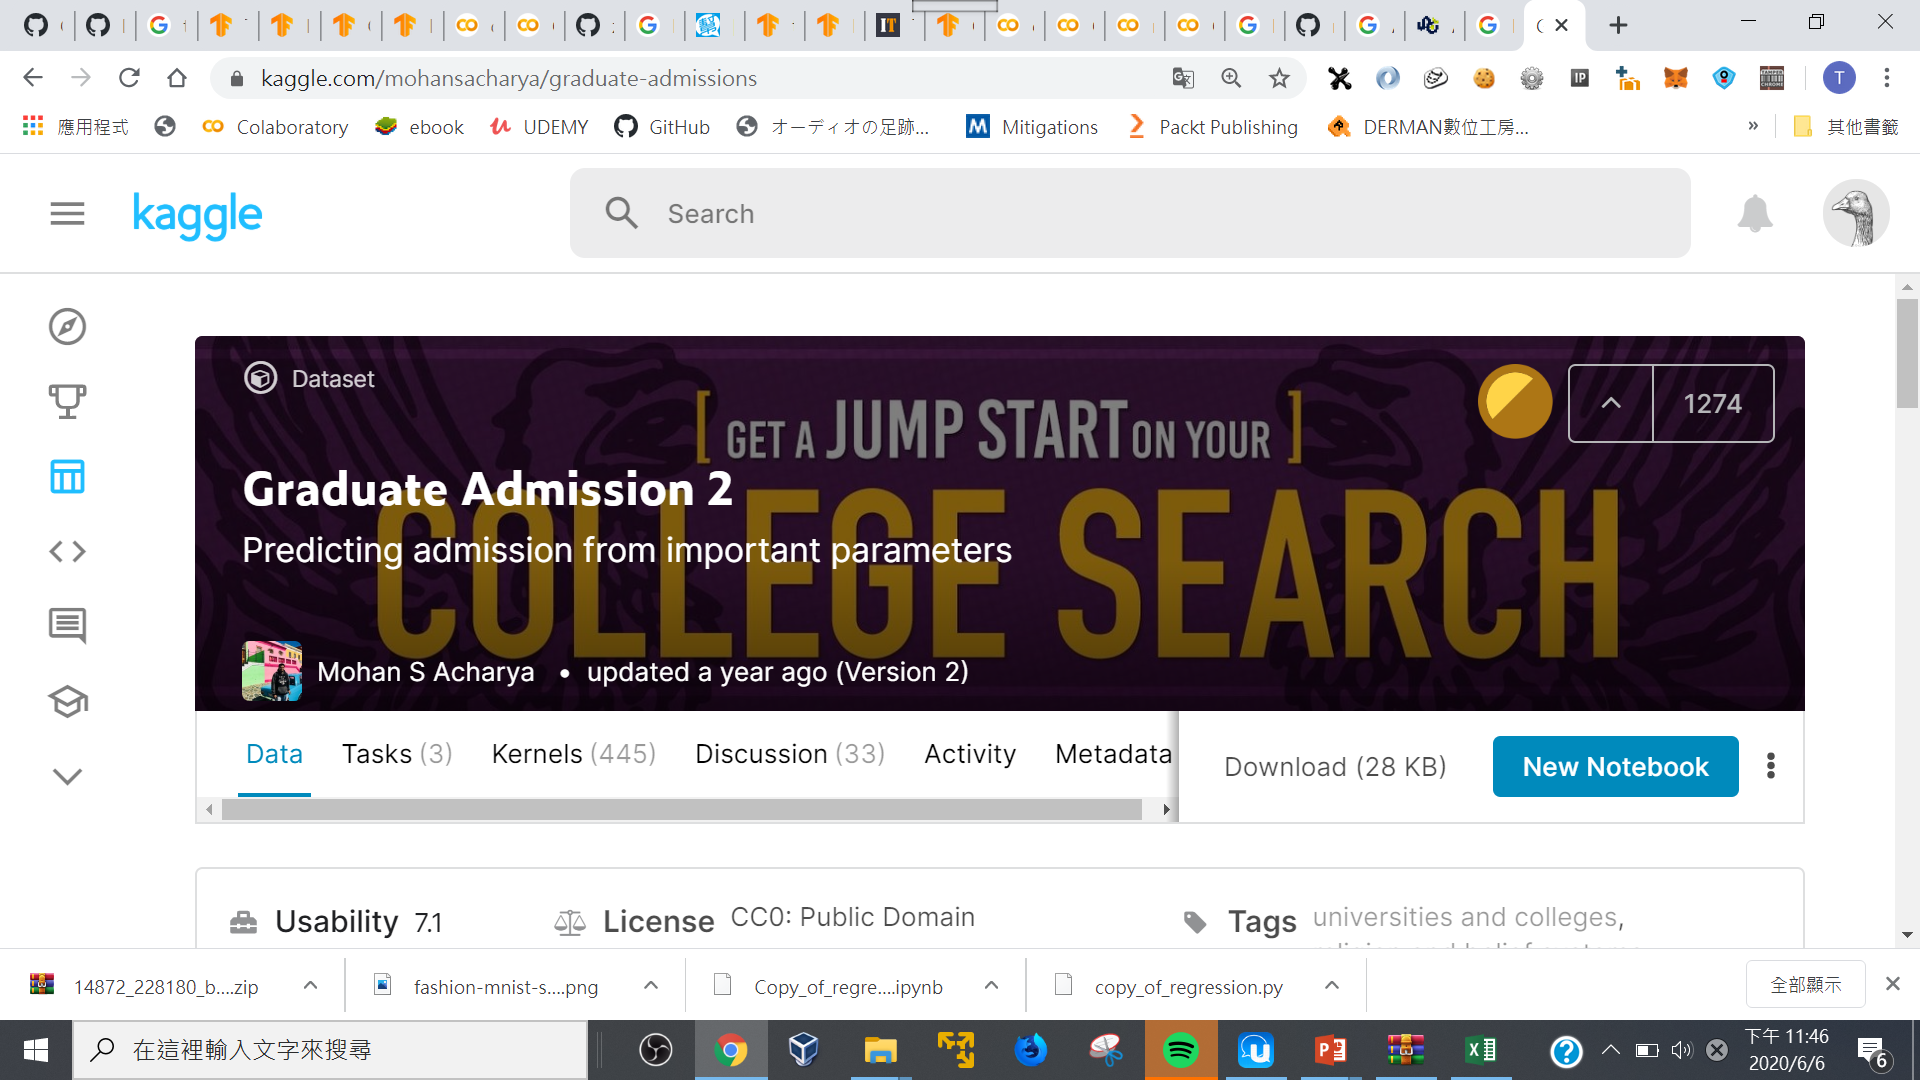 kaggle.com/mohansacharya/graduate-admissions
T
應用程式
Colaboratory
ebook
UDEMY
GitHub
オーディオの足跡...
Mitigations
Packt Publishing
DERMAN數位工房...
»
其他書籤
kaggle
Search
Dataset
1274
[ GET A JUMP START ON YOUR ]
COLLEGE SEARCH
Graduate Admission 2
Predicting admission from important parameters
Mohan S Acharya • updated a year ago (Version 2)
Data
Tasks (3)
Kernels (445)
Discussion (33)
Activity
Metadata
Download (28 KB)
New Notebook
Usability 7.1
License CC0: Public Domain
Tags universities and colleges,
14872_228180_b....zip
fashion-mnist-s....png
Copy_of_regre....ipynb
copy_of_regression.py
全部顯示
在這裡輸入文字來搜尋
下午 11:46
2020/6/6
6